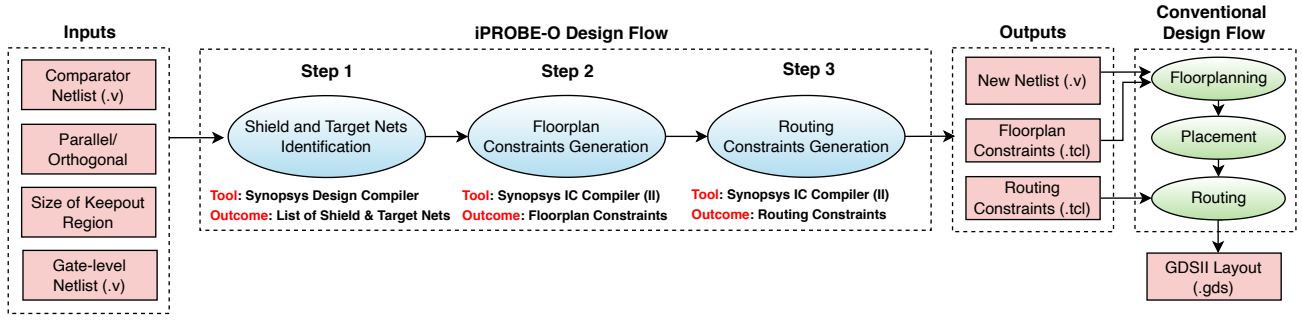 Inputs
Comparator
Netlist (.v)
Parallel/
Orthogonal
Size of Keepout
Region
Gate-level
Netlist (.v)
iPROBE-O Design Flow
Step 1
Shield and Target Nets
Identification
Tool: Synopsys Design Compiler
Outcome: List of Shield & Target Nets
Step 2
Floorplan
Constraints Generation
Tool: Synopsys IC Compiler (II)
Outcome: Floorplan Constraints
Step 3
Routing
Constraints Generation
Tool: Synopsys IC Compiler (II)
Outcome: Routing Constraints
Outputs
New Netlist (.v)
Floorplan
Constraints (.tcl)
Routing
Constraints (.tcl)
Conventional
Design Flow
Floorplanning
Placement
Routing
GDSII Layout
(.gds)